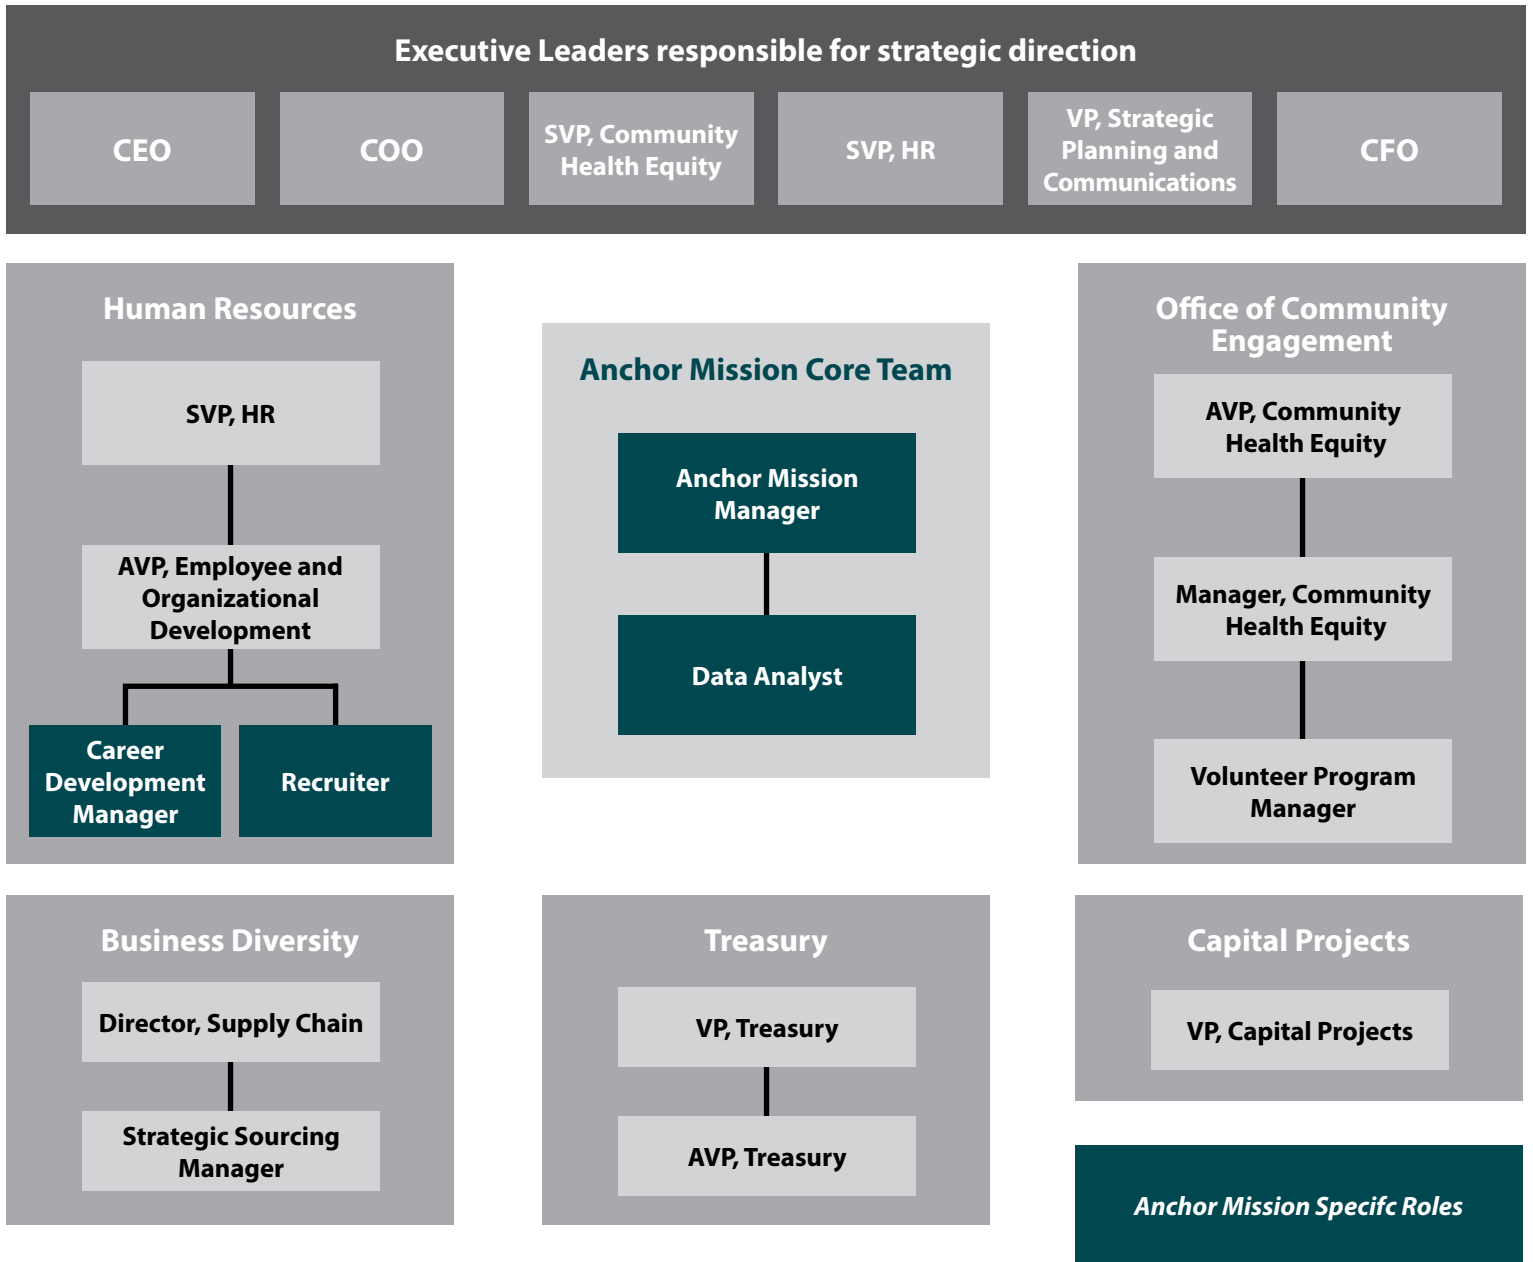 Executive Leaders responsible for strategic direction
CEO
COO
SVP, Community
Health Equity
SVP, HR
VP, Strategic
Planning and
Communications
CFO
Human Resources
SVP, HR
AVP, Employee and
Organizational
Development
Career
Development
Manager
Recruiter
Anchor Mission Core Team
Anchor Mission
Manager
Data Analyst
Office of Community
Engagement
AVP, Community
Health Equity
Manager, Community
Health Equity
Volunteer Program
Manager
Business Diversity
Director, Supply Chain
Strategic Sourcing
Manager
Treasury
VP, Treasury
AVP, Treasury
Capital Projects
VP, Capital Projects
Anchor Mission Specifc Roles